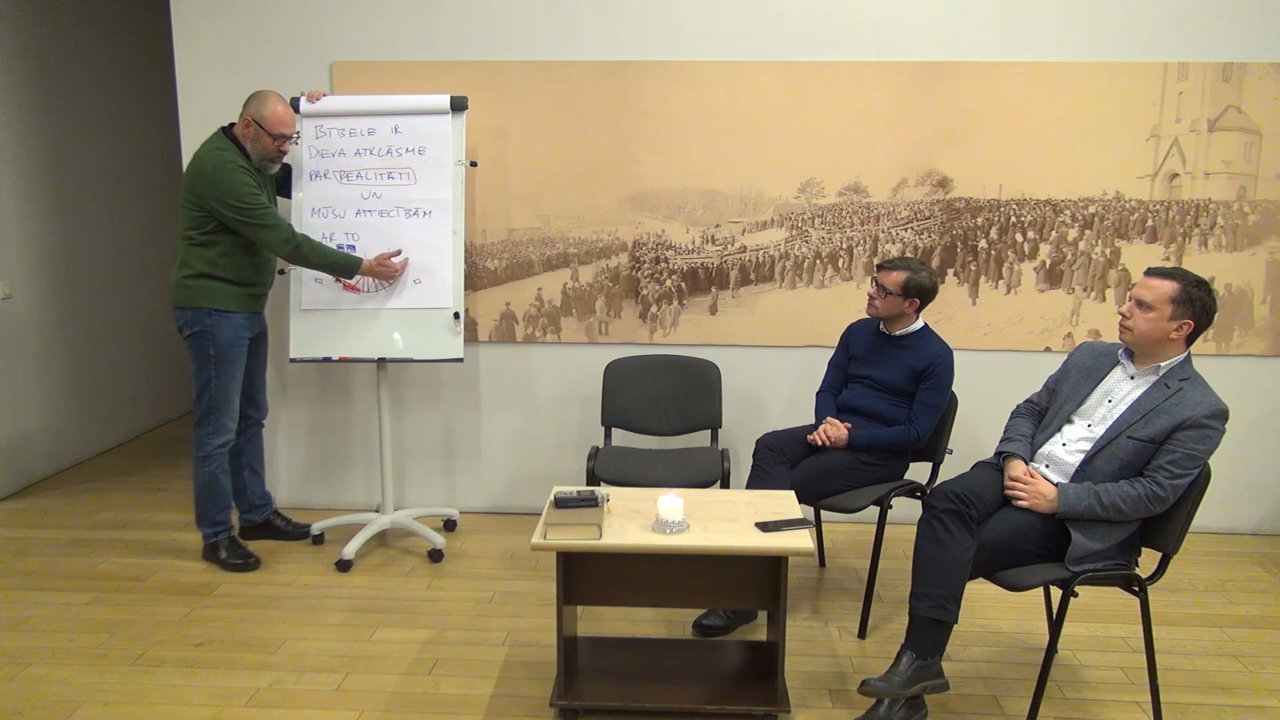 BĪBELE IR
DIEVA ATKLĀSME
PAR REALITĀTI
UN
MŪSU ATTIECĪBĀM
AR TO